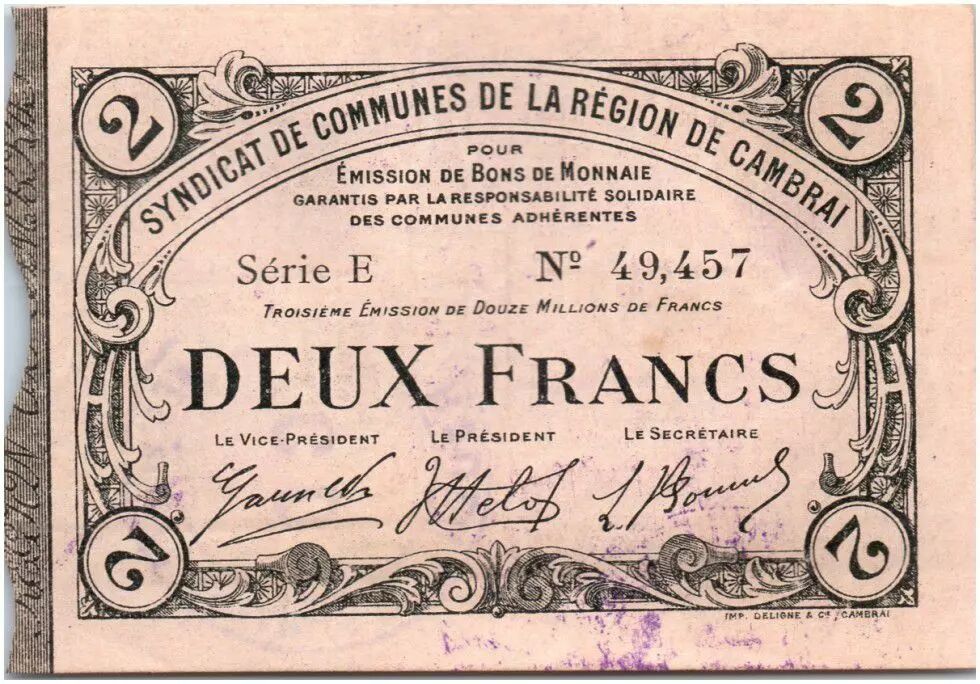 2 2
SYNDICAT DE COMMUNES DE LA RÉGION DE CAMBRAI
POUR
ÉMISSION DE BONS DE MONNAIE
GARANTIS PAR LA RESPONSABILITÉ SOLIDAIRE
DES COMMUNES ADHÉRENTES
Série E Nº 49,457
TROISIÈME ÉMISSION DE DOUZE MILLIONS DE FRANCS
DEUX FRANCS
LE VICE-PRÉSIDENT LE PRÉSIDENT LE SECRÉTAIRE
2 2
IMP. DELIGNE & Cie, CAMBRAI